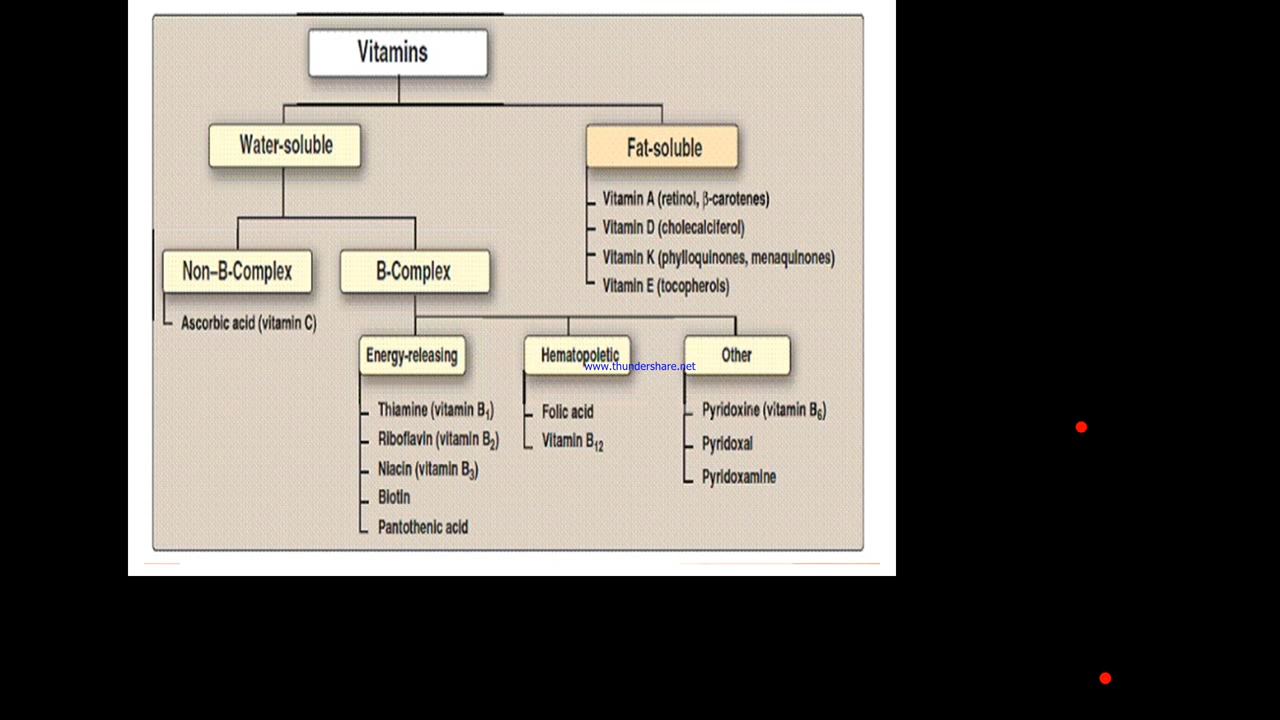 Vitamins
Water-soluble
Fat-soluble
Vitamin A (retinol, β-carotenes)
Vitamin D (cholecalciferol)
Vitamin K (phylloquinones, menaquinones)
Vitamin E (tocopherols)
Non–B-Complex
B-Complex
Ascorbic acid (vitamin C)
Energy-releasing
Hematopoietic
Other
www.thundershare.net
Thiamine (vitamin B₁)
Riboflavin (vitamin B₂)
Niacin (vitamin B₃)
Biotin
Pantothenic acid
Folic acid
Vitamin B₁₂
Pyridoxine (vitamin B₆)
Pyridoxal
Pyridoxamine